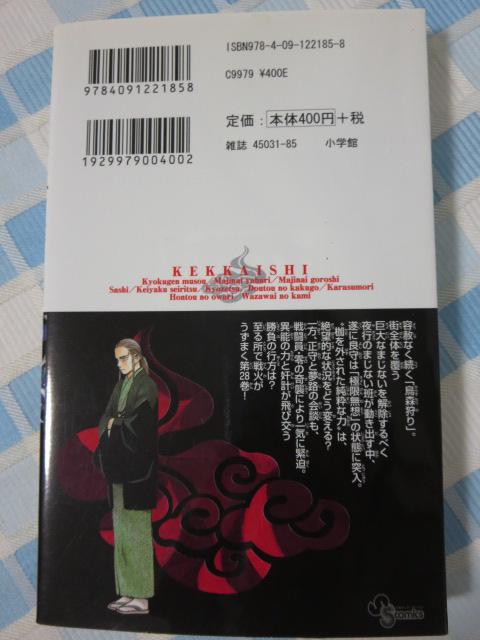 ISBN978-4-09-122185-8
C9979 ¥400E
9784091221858
定価：本体400円+税
雑誌 45031-85 小学館
1929979004002
KEKKAISHI
Kyokugen musou／Majinai yaburi／Majinai goroshi
Sashi／Keiyaku seiritsu／Kyozetsu／Doutou no kakugo／Karasumori
Hontou no owari／Wazawai no kami
容赦なく続く「烏森狩り」。
街全体を覆う
巨大なまじないを解除するべく
夜行のまじない班が動き出す中、
遂に良守は「極限無想」の状態に突入。
“枷を外された純粋な力”は、
絶望的な状況をどう変える?
一方、正守と夢路の会談も、
戦闘員・零の奇襲により一気に緊迫。
異能の力と奸計が飛び交う
勝負の行方は?
至る所で戦火が
うずまく第28巻!
comics